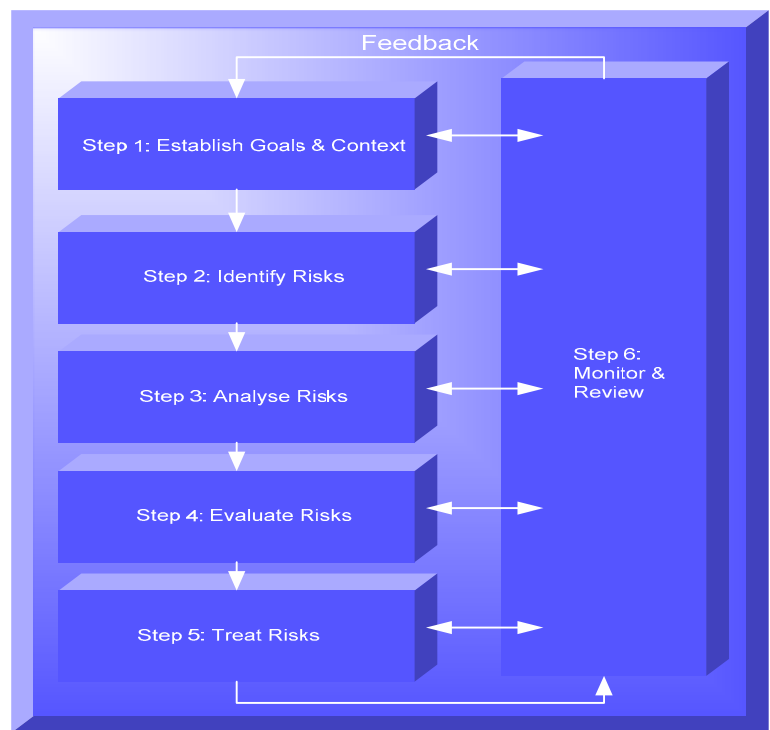 Feedback
Step 1: Establish Goals & Context
Step 2: Identify Risks
Step 3: Analyse Risks
Step 4: Evaluate Risks
Step 5: Treat Risks
Step 6:
Monitor &
Review